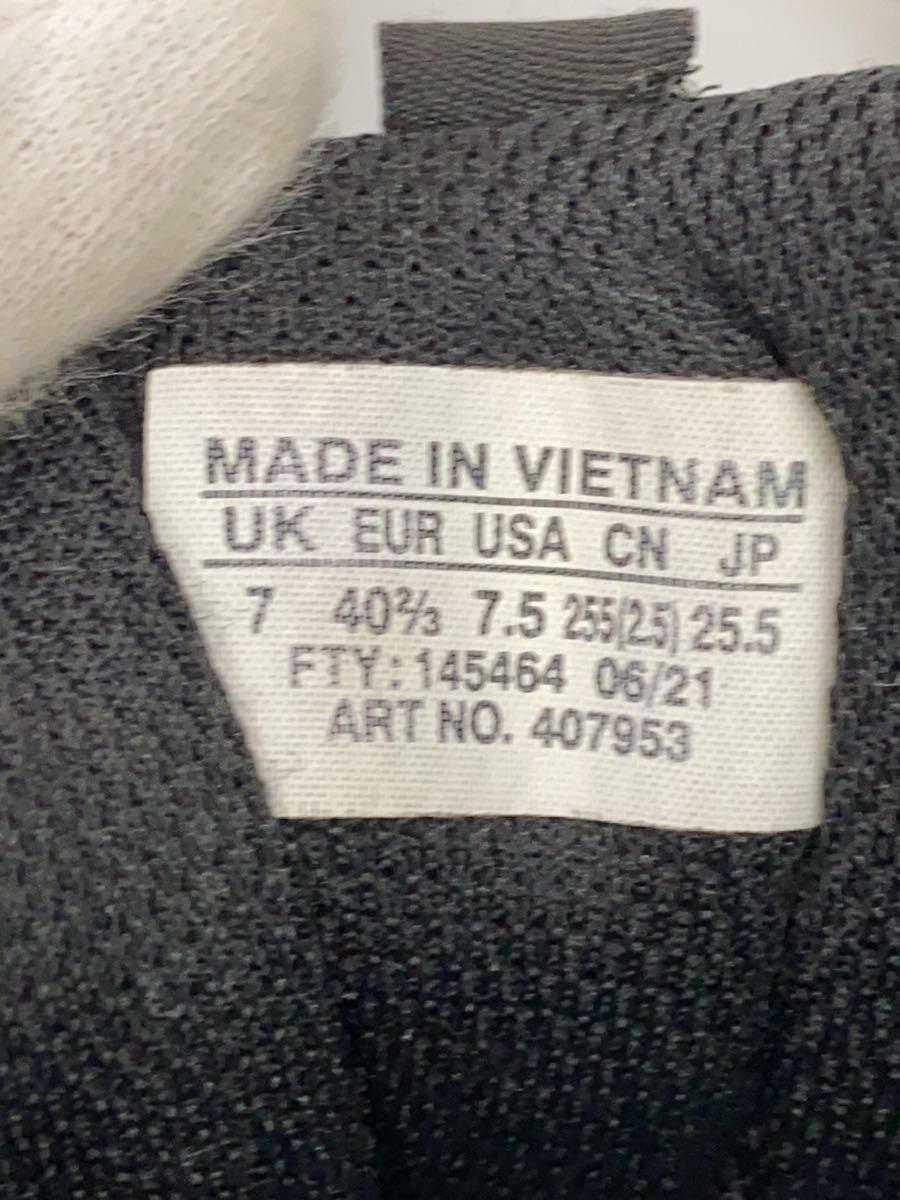 MADE IN VIETNAM
UK EUR USA CN JP
7 40⅔ 7.5 255(2.5) 25.5
FTY: 145464 06/21
ART NO. 407953